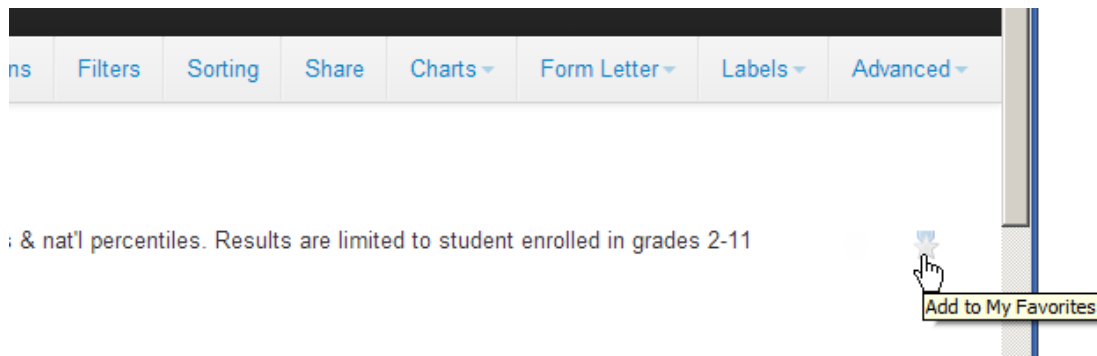 ns Filters Sorting Share Charts Form Letter Labels Advanced
& nat'l percentiles. Results are limited to student enrolled in grades 2-11
Add to My Favorites